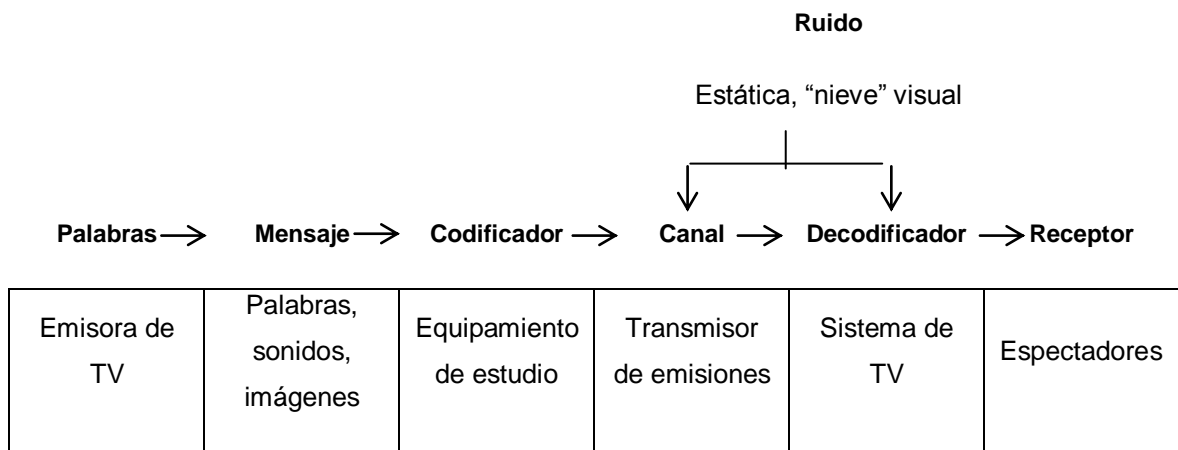 Ruido
Estática, “nieve” visual
Palabras Mensaje Codificador Canal Decodificador Receptor
Emisora de
TV
Palabras,
sonidos,
imágenes
Equipamiento
de estudio
Transmisor
de emisiones
Sistema de
TV
Espectadores